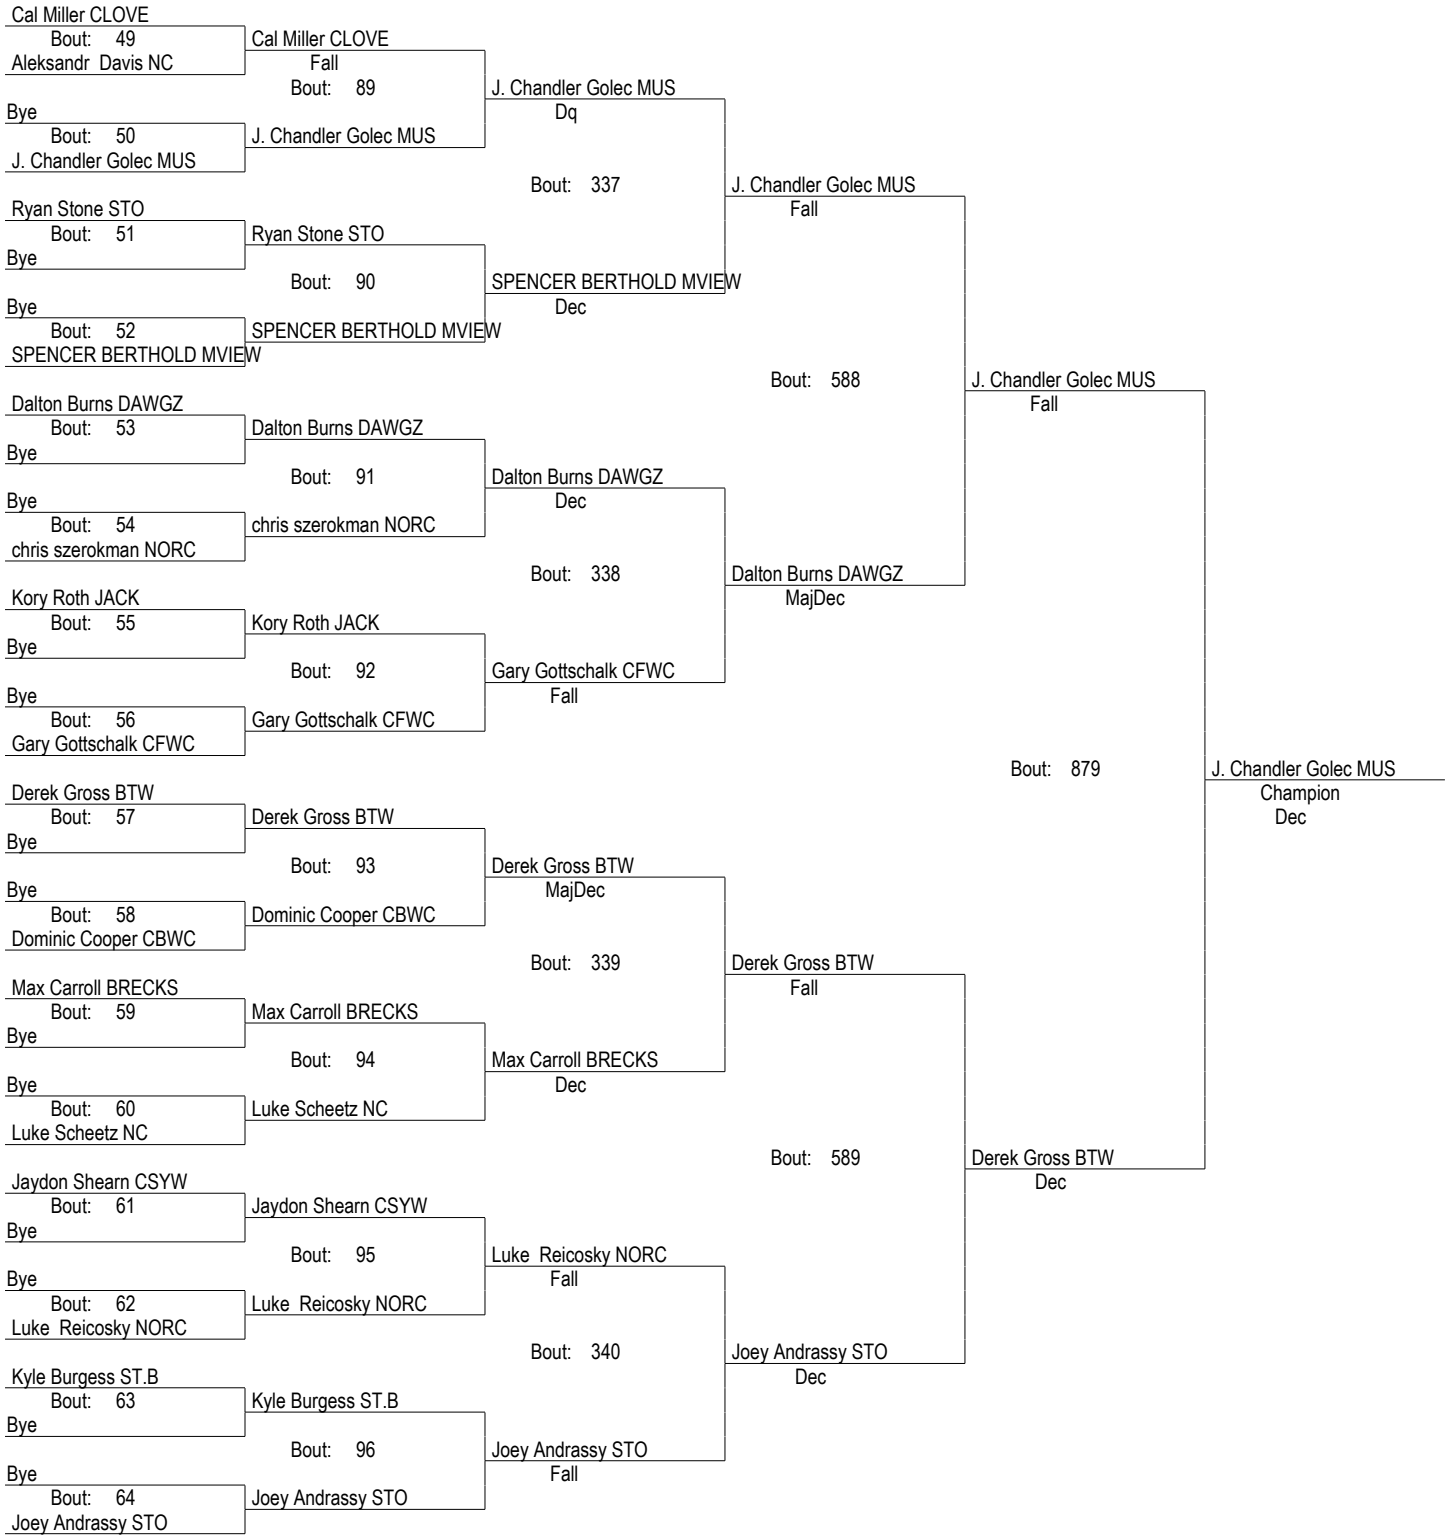 Cal Miller CLOVE
Bout: 49
Cal Miller CLOVE
Aleksandr  Davis NC
Fall
Bout: 89
J. Chandler Golec MUS
Bye
Dq
Bout: 50
J. Chandler Golec MUS
J. Chandler Golec MUS
Bout: 337
J. Chandler Golec MUS
Ryan Stone STO
Fall
Bout: 51
Ryan Stone STO
Bye
Bout: 90
SPENCER BERTHOLD MVIEW
Bye
Dec
Bout: 52
SPENCER BERTHOLD MVIEW
SPENCER BERTHOLD MVIEW
Bout: 588
J. Chandler Golec MUS
Dalton Burns DAWGZ
Fall
Bout: 53
Dalton Burns DAWGZ
Bye
Bout: 91
Dalton Burns DAWGZ
Bye
Dec
Bout: 54
chris szerokman NORC
chris szerokman NORC
Bout: 338
Dalton Burns DAWGZ
Kory Roth JACK
MajDec
Bout: 55
Kory Roth JACK
Bye
Bout: 92
Gary Gottschalk CFWC
Bye
Fall
Bout: 56
Gary Gottschalk CFWC
Gary Gottschalk CFWC
Bout: 879
J. Chandler Golec MUS
Derek Gross BTW
Champion
Bout: 57
Derek Gross BTW
Dec
Bye
Bout: 93
Derek Gross BTW
Bye
MajDec
Bout: 58
Dominic Cooper CBWC
Dominic Cooper CBWC
Bout: 339
Derek Gross BTW
Max Carroll BRECKS
Fall
Bout: 59
Max Carroll BRECKS
Bye
Bout: 94
Max Carroll BRECKS
Bye
Dec
Bout: 60
Luke Scheetz NC
Luke Scheetz NC
Bout: 589
Derek Gross BTW
Jaydon Shearn CSYW
Dec
Bout: 61
Jaydon Shearn CSYW
Bye
Bout: 95
Luke  Reicosky NORC
Bye
Fall
Bout: 62
Luke  Reicosky NORC
Luke  Reicosky NORC
Bout: 340
Joey Andrassy STO
Kyle Burgess ST.B
Dec
Bout: 63
Kyle Burgess ST.B
Bye
Bout: 96
Joey Andrassy STO
Bye
Fall
Bout: 64
Joey Andrassy STO
Joey Andrassy STO